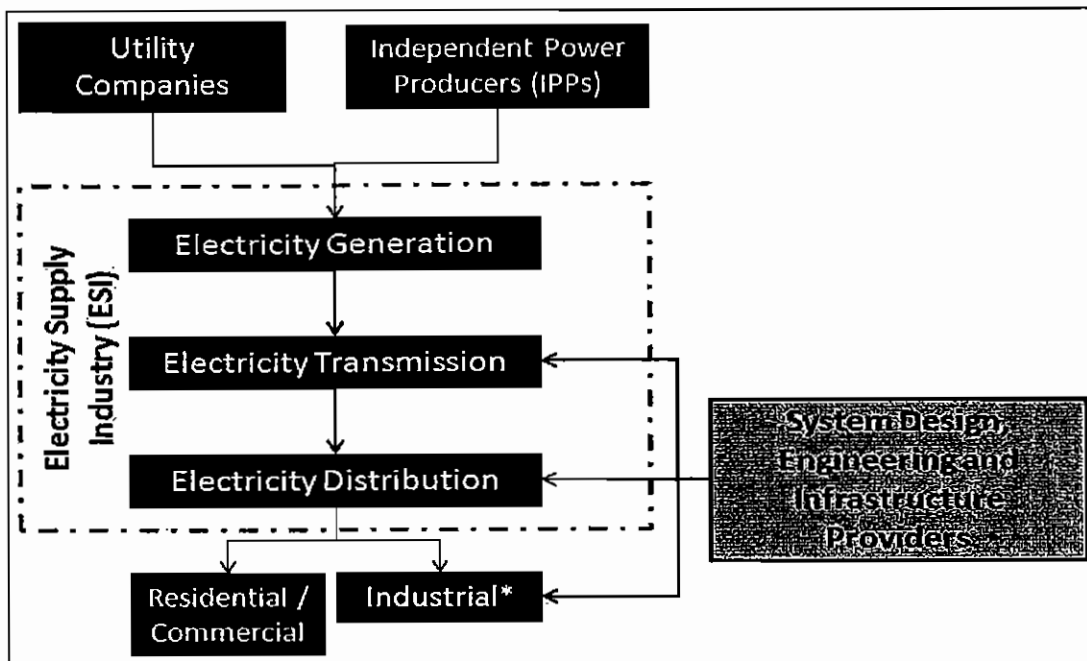 Utility
Companies
Independent Power
Producers (IPPs)
Electricity Supply
Industry (ESI)
Electricity Generation
Electricity Transmission
Electricity Distribution
System Design,
Engineering and
Infrastructure
Providers
Residential /
Commercial
Industrial*